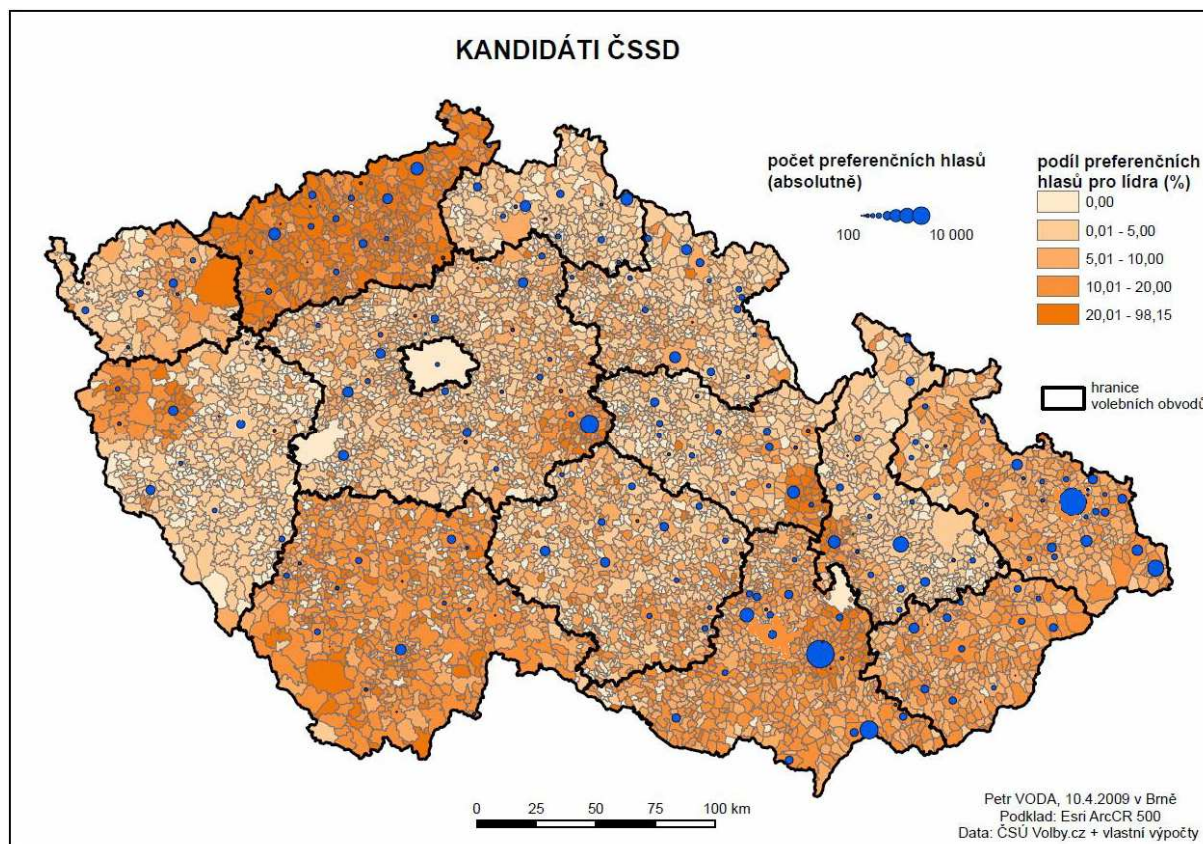 KANDIDÁTI ČSSD
počet preferenčních hlasů
(absolutně)
100
10 000
podíl preferenčních
hlasů pro lídra (%)
0,00
0,01 - 5,00
5,01 - 10,00
10,01 - 20,00
20,01 - 98,15
hranice
volebních obvodů
0 25 50 75 100 km
Petr VODA, 10.4.2009 v Brně
Podklad: Esri ArcCR 500
Data: ČSÚ Volby.cz + vlastní výpočty